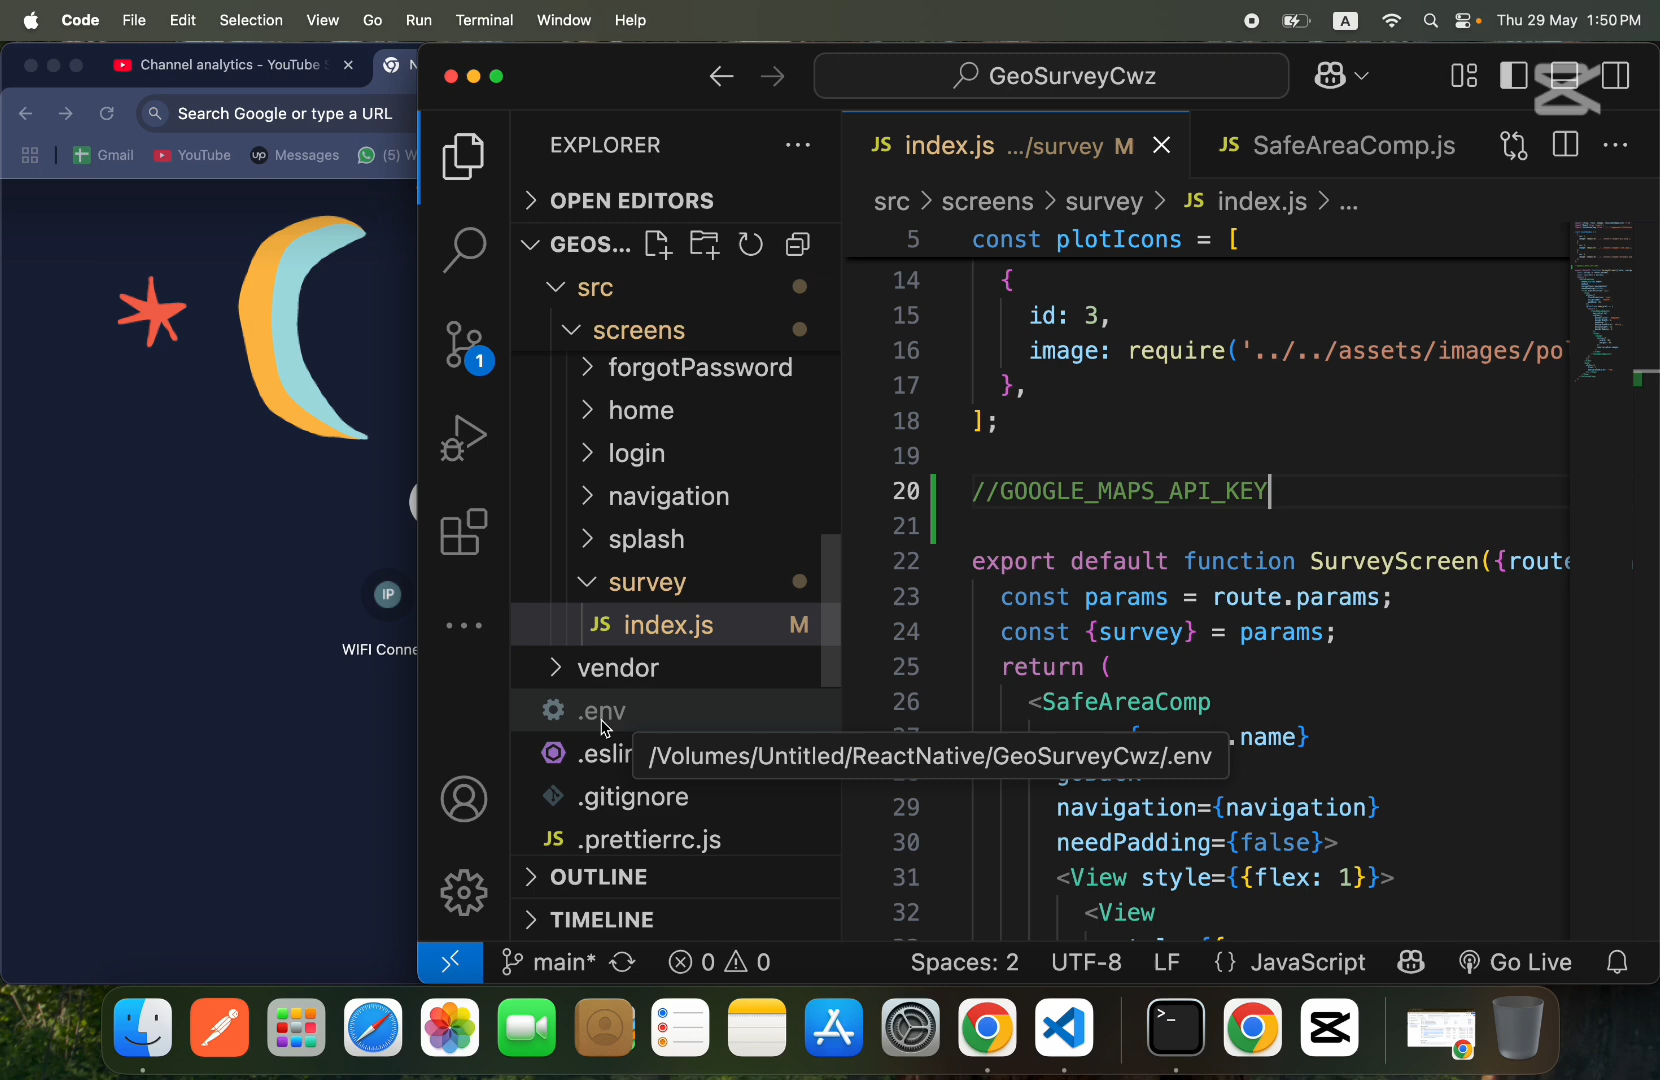 Code File Edit Selection View Go Run Terminal Window Help
A
Thu 29 May 1:50 PM
Channel analytics - YouTube
Search Google or type a URL
Gmail YouTube up Messages (5) W
IP
WIFI Conne
GeoSurveyCwz
EXPLORER
OPEN EDITORS
GEOS...
src
screens
forgotPassword
home
login
navigation
splash
survey
JS index.js M
vendor
.env
.eslin
.gitignore
JS .prettierrc.js
OUTLINE
TIMELINE
1
JS index.js .../survey M
JS SafeAreaComp.js
src > screens > survey > JS index.js > ...
5 const plotIcons = [
14 {
15 id: 3,
16 image: require('../../assets/images/po
17 },
18 ];
19
20 //GOOGLE_MAPS_API_KEY
21
22 export default function SurveyScreen({route
23 const params = route.params;
24 const {survey} = params;
25 return (
26 <SafeAreaComp
.name}
/Volumes/Untitled/ReactNative/GeoSurveyCwz/.env
29 navigation={navigation}
30 needPadding={false}>
31 <View style={{flex: 1}}>
32 <View
main* 0 0 Spaces: 2 UTF-8 LF {} JavaScript Go Live